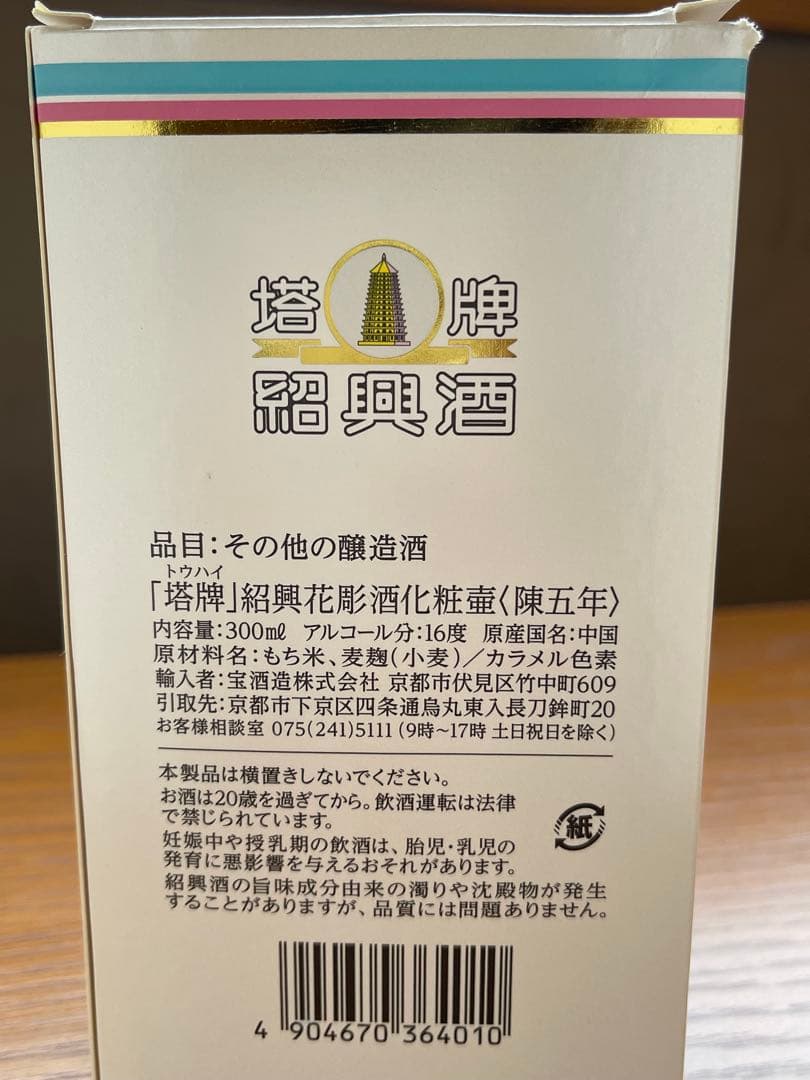 塔牌
紹興酒
品目:その他の醸造酒
トウハイ
「塔牌」紹興花彫酒化粧壷〈陳五年〉
内容量:300㎖ アルコール分:16度 原産国名:中国
原材料名:もち米、麦麹(小麦)/カラメル色素
輸入者:宝酒造株式会社 京都市伏見区竹中町609
引取先:京都市下京区四条通烏丸東入長刀鉾町20
お客様相談室 075(241)5111(9時〜17時 土日祝日を除く)
本製品は横置きしないでください。
お酒は20歳を過ぎてから。飲酒運転は法律
で禁じられています。
妊娠中や授乳期の飲酒は、胎児・乳児の
発育に悪影響を与えるおそれがあります。
紙
紹興酒の旨味成分由来の濁りや沈殿物が発生
することがありますが、品質には問題ありません。
4 904670 364010